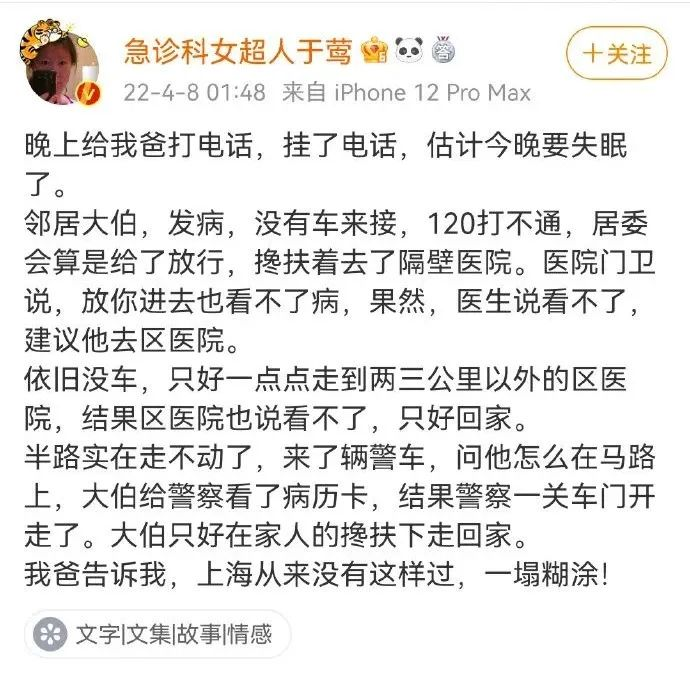 急诊科女超人于莺
+关注
22-4-8 01:48 来自 iPhone 12 Pro Max
晚上给我爸打电话，挂了电话，估计今晚要失眠
了。
邻居大伯，发病，没有车来接，120打不通，居委
会算是给了放行，搀扶着去了隔壁医院。医院门卫
说，放你进去也看不了病，果然，医生说看不了，
建议他去区医院。
依旧没车，只好一点点走到两三公里以外的区医
院，结果区医院也说看不了，只好回家。
半路实在走不动了，来了辆警车，问他怎么在马路
上，大伯给警察看了病历卡，结果警察一关车门开
走了。大伯只好在家人的搀扶下走回家。
我爸告诉我，上海从来没有这样过，一塌糊涂！
文字|文集|故事|情感